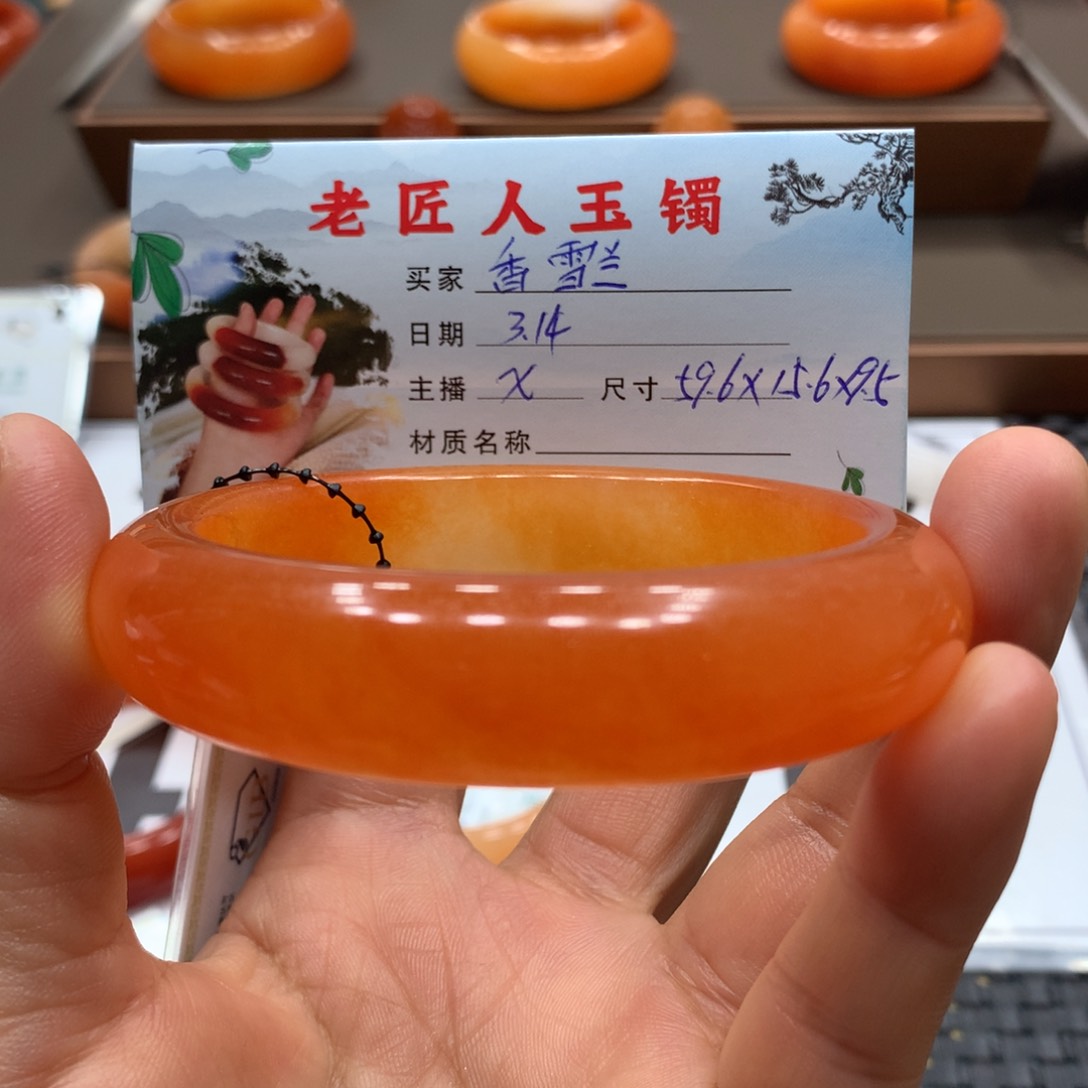 老匠人玉镯
买家 香雪兰
日期 3.14
主播 X 尺寸 59.6X15.6X9.5
材质名称